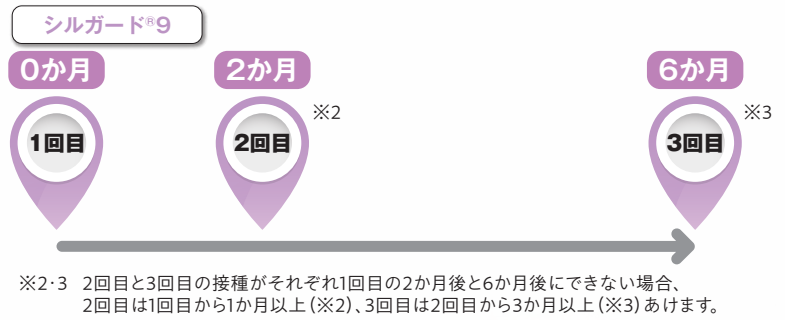 シルガード®9
0か月 2か月 6か月
1回目 2回目 ※2 3回目 ※3
※2・3 2回目と3回目の接種がそれぞれ1回目の2か月後と6か月後にできない場合、
2回目は1回目から1か月以上(※2)、3回目は2回目から3か月以上(※3)あけます。